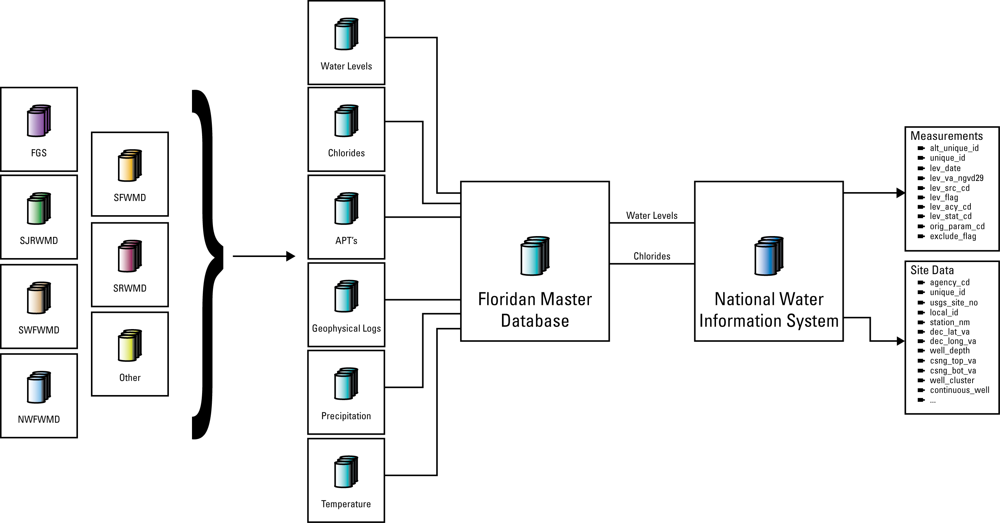 FGS
SJRWMD
SWFWMD
NWFWMD
SFWMD
SRWMD
Other
Water Levels
Chlorides
APT's
Geophysical Logs
Precipitation
Temperature
Floridan Master
Database
Water Levels
Chlorides
National Water
Information System
Measurements
alt_unique_id
unique_id
lev_date
lev_va_ngvd29
lev_src_cd
lev_flag
lev_acy_cd
lev_stat_cd
orig_param_cd
exclude_flag
Site Data
agency_cd
unique_id
usgs_site_no
local_id
station_nm
dec_lat_va
dec_long_va
well_depth
csng_top_va
csng_bot_va
well_cluster
continuous_well
...